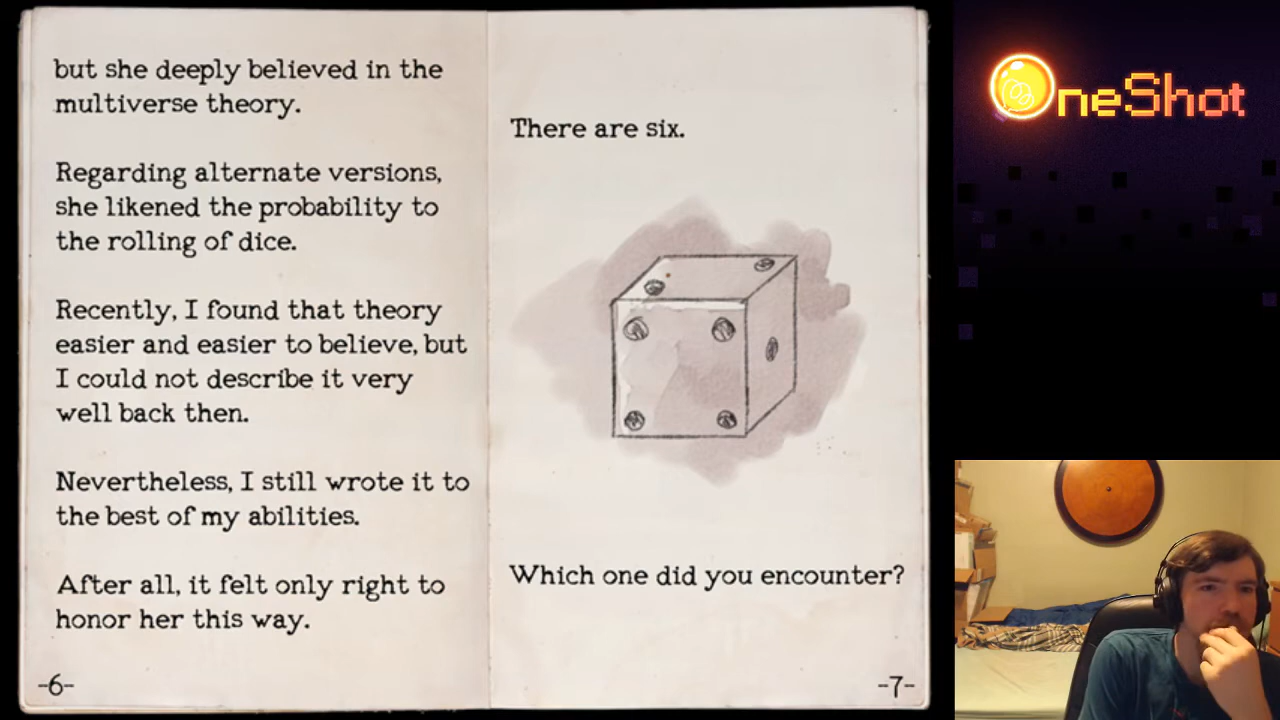 but she deeply believed in the
multiverse theory.
Regarding alternate versions,
she likened the probability to
the rolling of dice.
Recently, I found that theory
easier and easier to believe, but
I could not describe it very
well back then.
Nevertheless, I still wrote it to
the best of my abilities.
After all, it felt only right to
honor her this way.
-6-
There are six.
Which one did you encounter?
-7-
OneShot